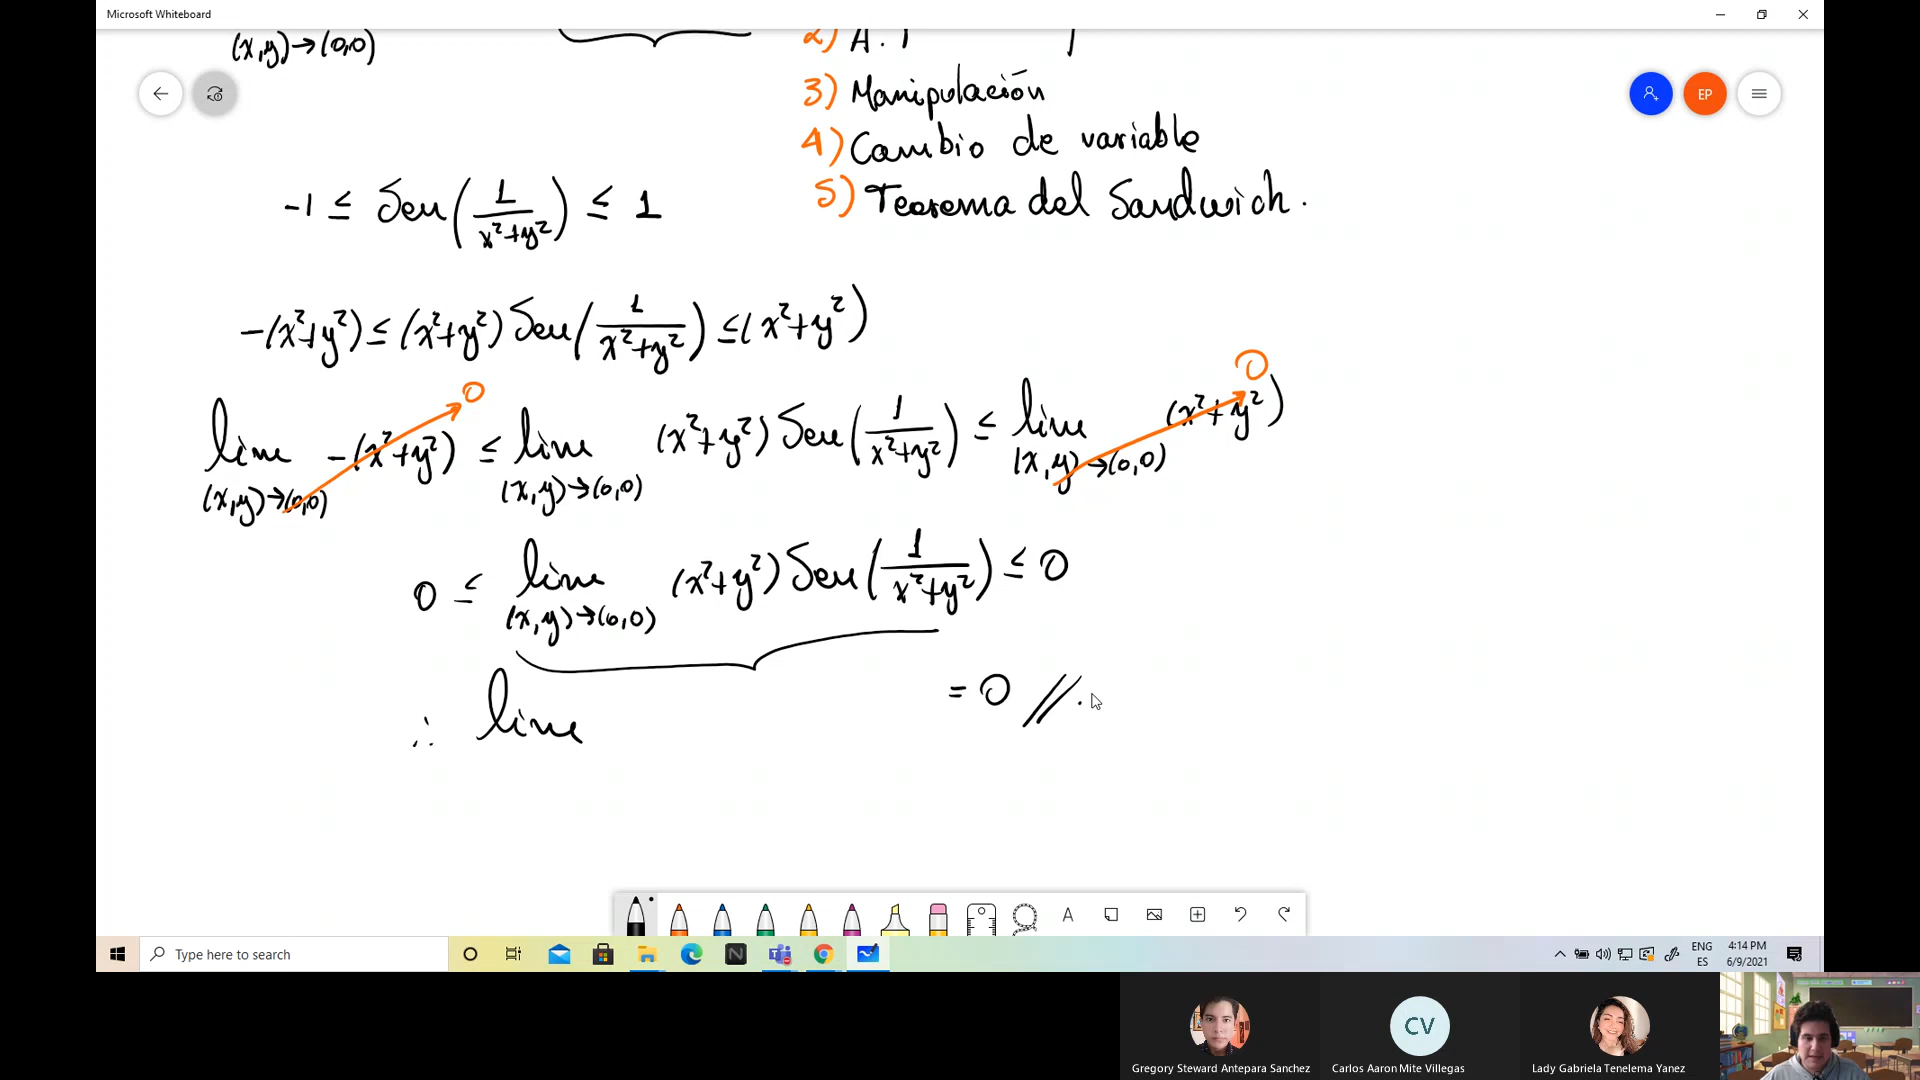 Microsoft Whiteboard
(x,y)→(0,0)
2)
3) Manipulación
4) Cambio de variable
5) Teorema del Sandwich.
EP
-1 ≤ Sen(1/(x²+y²)) ≤ 1
-(x²+y²) ≤ (x²+y²) Sen(1/(x²+y²)) ≤ (x²+y²)
0
0
lim -(x²+y²) ≤ lim (x²+y²) Sen(1/(x²+y²)) ≤ lim (x²+y²)
(x,y)→(0,0) (x,y)→(0,0) (x,y)→(0,0)
0 ≤ lim (x²+y²) Sen(1/(x²+y²)) ≤ 0
(x,y)→(0,0)
∴ lim = 0 //.
A
Type here to search
N
ENG
ES
4:14 PM
6/9/2021
CV
Gregory Steward Antepara Sanchez
Carlos Aaron Mite Villegas
Lady Gabriela Tenelema Yanez